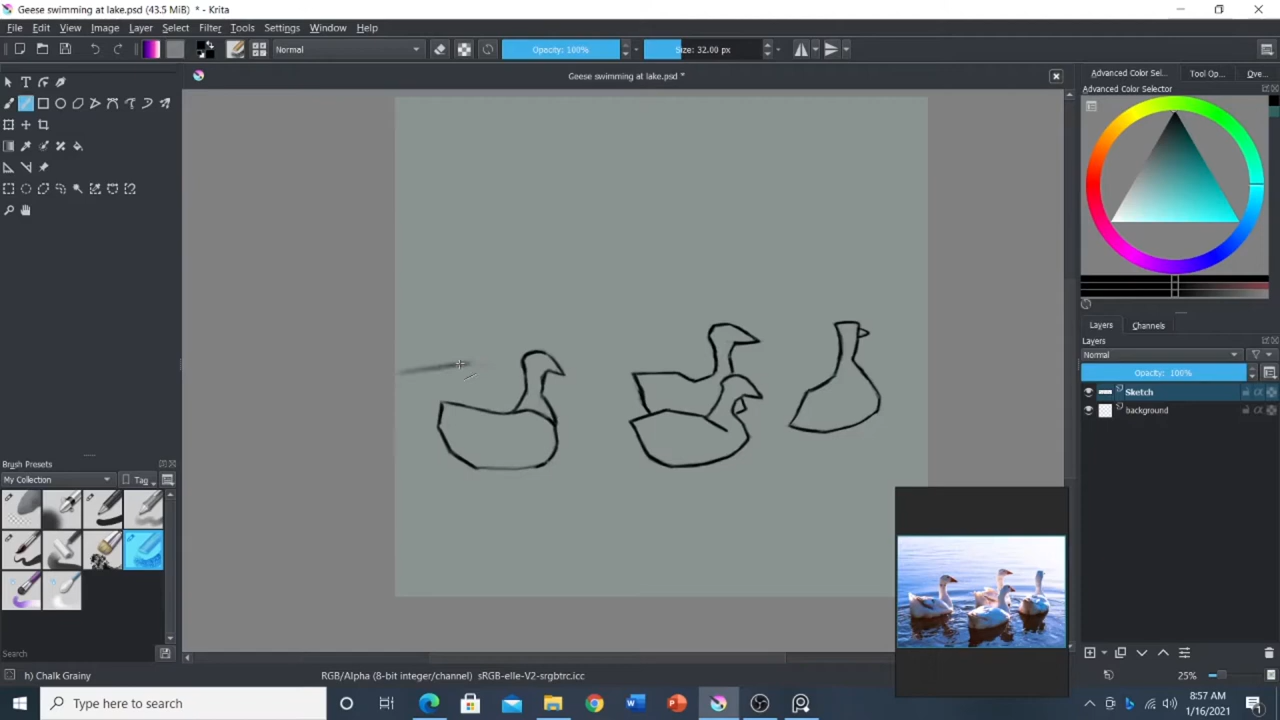 Geese swimming at lake.psd (43.5 MiB) * - Krita
File Edit View Image Layer Select Filter Tools Settings Window Help
Normal Opacity: 100% Size: 32.00 px
Geese swimming at lake.psd *
Advanced Color Sel... Tool Op... Ove...
Advanced Color Selector
Layers Channels
Layers
Normal
Opacity: 100%
Sketch
background
Brush Presets
My Collection Tag
Search
h) Chalk Grainy RGB/Alpha (8-bit integer/channel) sRGB-elle-V2-srgbtrc.icc 25%
Type here to search
8:57 AM
1/16/2021